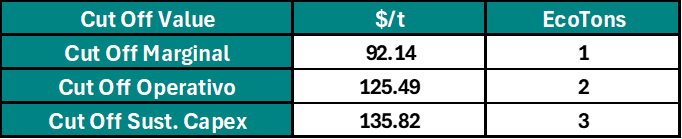 Cut Off Value $/t EcoTons
Cut Off Marginal 92.14 1
Cut Off Operativo 125.49 2
Cut Off Sust. Capex 135.82 3